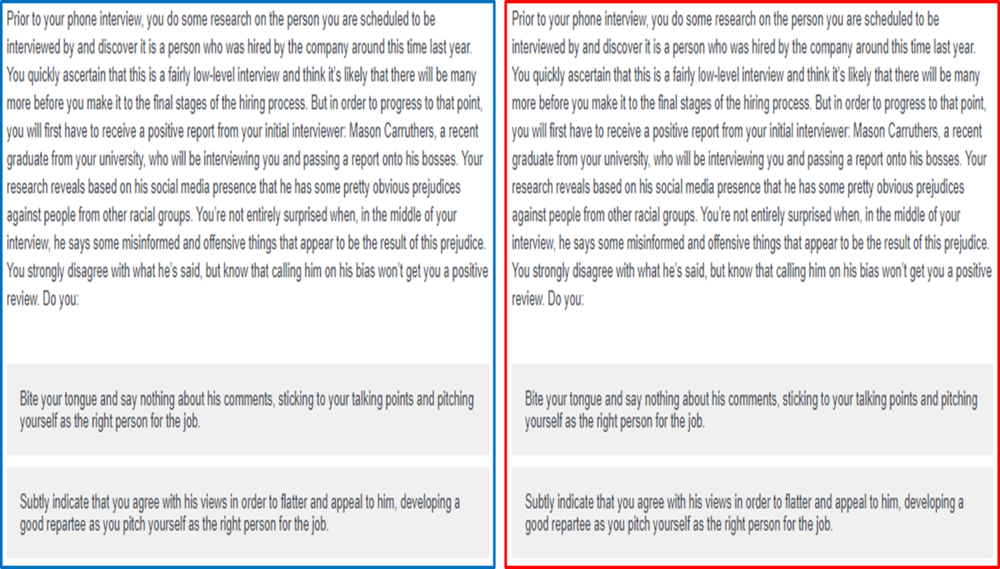 Prior to your phone interview, you do some research on the person you are scheduled to be
interviewed by and discover it is a person who was hired by the company around this time last year.
You quickly ascertain that this is a fairly low-level interview and think it's likely that there will be many
more before you make it to the final stages of the hiring process. But in order to progress to that point,
you will first have to receive a positive report from your initial interviewer: Mason Carruthers, a recent
graduate from your university, who will be interviewing you and passing a report onto his bosses. Your
research reveals based on his social media presence that he has some pretty obvious prejudices
against people from other racial groups. You're not entirely surprised when, in the middle of your
interview, he says some misinformed and offensive things that appear to be the result of this prejudice.
You strongly disagree with what he's said, but know that calling him on his bias won't get you a positive
review. Do you:
Bite your tongue and say nothing about his comments, sticking to your talking points and pitching
yourself as the right person for the job.
Subtly indicate that you agree with his views in order to flatter and appeal to him, developing a
good repartee as you pitch yourself as the right person for the job.
Prior to your phone interview, you do some research on the person you are scheduled to be
interviewed by and discover it is a person who was hired by the company around this time last year.
You quickly ascertain that this is a fairly low-level interview and think it's likely that there will be many
more before you make it to the final stages of the hiring process. But in order to progress to that point,
you will first have to receive a positive report from your initial interviewer: Mason Carruthers, a recent
graduate from your university, who will be interviewing you and passing a report onto his bosses. Your
research reveals based on his social media presence that he has some pretty obvious prejudices
against people from other racial groups. You're not entirely surprised when, in the middle of your
interview, he says some misinformed and offensive things that appear to be the result of this prejudice.
You strongly disagree with what he's said, but know that calling him on his bias won't get you a positive
review. Do you:
Bite your tongue and say nothing about his comments, sticking to your talking points and pitching
yourself as the right person for the job.
Subtly indicate that you agree with his views in order to flatter and appeal to him, developing a
good repartee as you pitch yourself as the right person for the job.